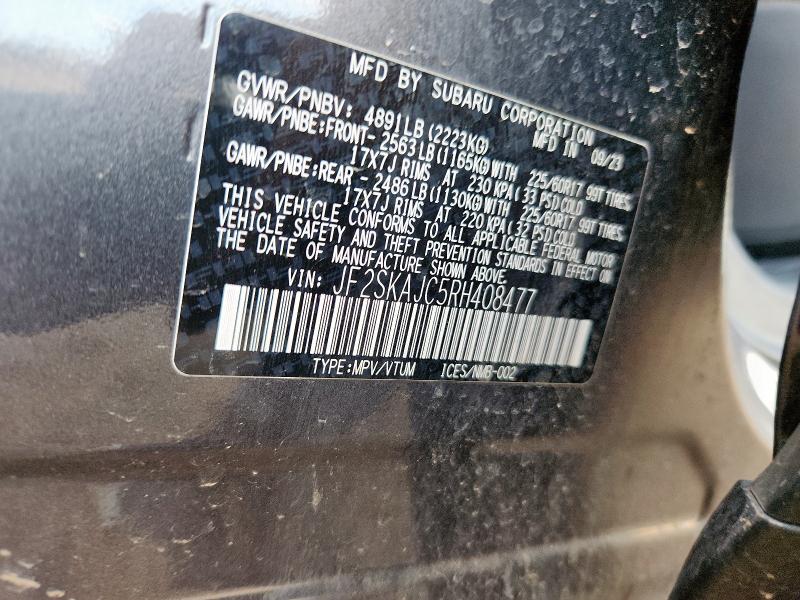 MFD BY SUBARU CORPORATION
GVWR/PNBV: 4891LB(2223KG) MFD IN 09/23
GAWR/PNBE:FRONT-2563LB(1165KG)WITH 225/60R17 99T TIRES,
17X7J RIMS AT 230 KPA(33 PSI)COLD
GAWR/PNBE:REAR -2486LB(1130KG)WITH 225/60R17 99T TIRES,
17X7J RIMS AT 220 KPA(32 PSI)COLD
THIS VEHICLE CONFORMS TO ALL APPLICABLE FEDERAL MOTOR
VEHICLE SAFETY AND THEFT PREVENTION STANDARDS IN EFFECT ON
THE DATE OF MANUFACTURE SHOWN ABOVE.
VIN: JF2SKAJC5RH408477
TYPE:MPV/VTUM ICES/NMB-002